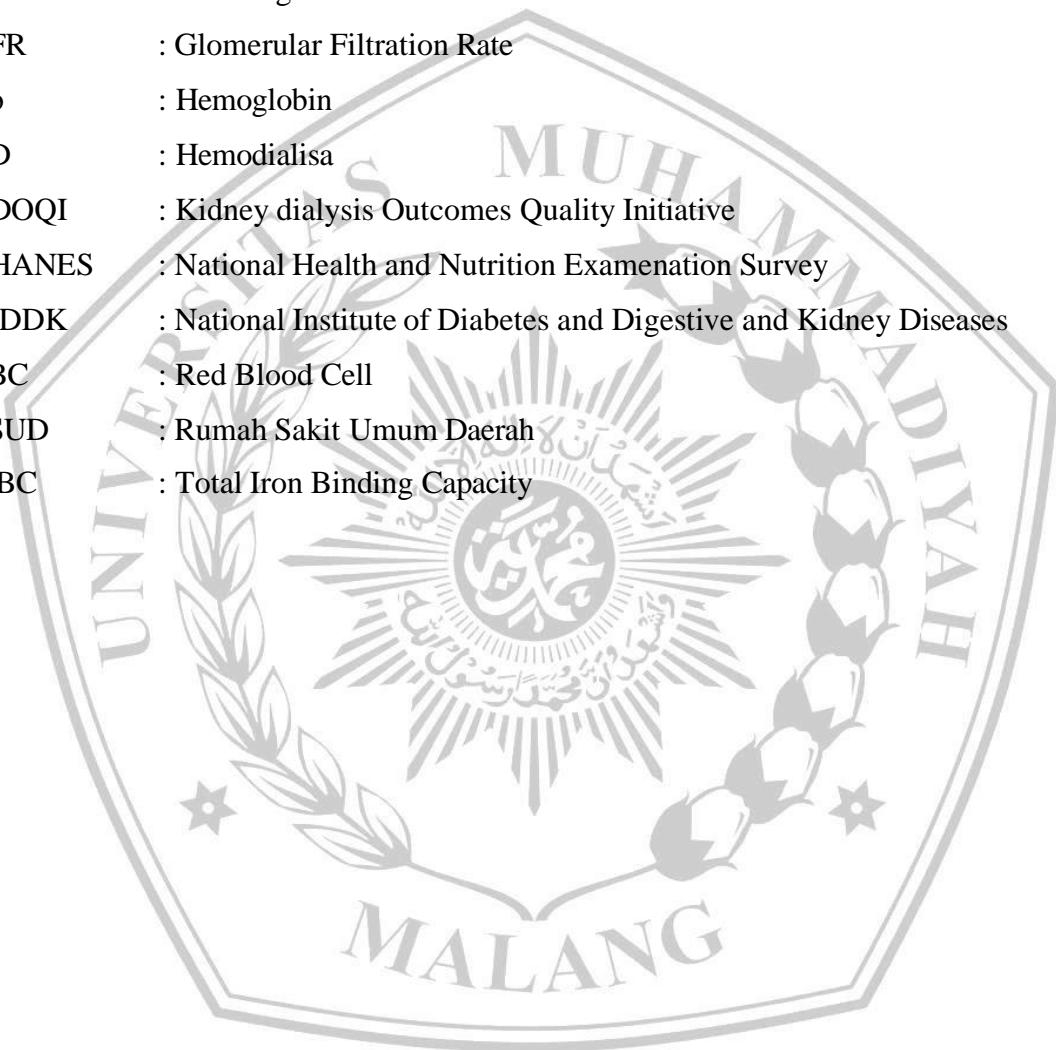 FR : Glomerular Filtration Rate
: Hemoglobin
D : Hemodialisa
DOQI : Kidney dialysis Outcomes Quality Initiative
HANES : National Health and Nutrition Examenation Survey
DDK : National Institute of Diabetes and Digestive and Kidney Diseases
BC : Red Blood Cell
SUD : Rumah Sakit Umum Daerah
BC : Total Iron Binding Capacity
UNIVERSITAS MUHAMMADIYAH
MALANG